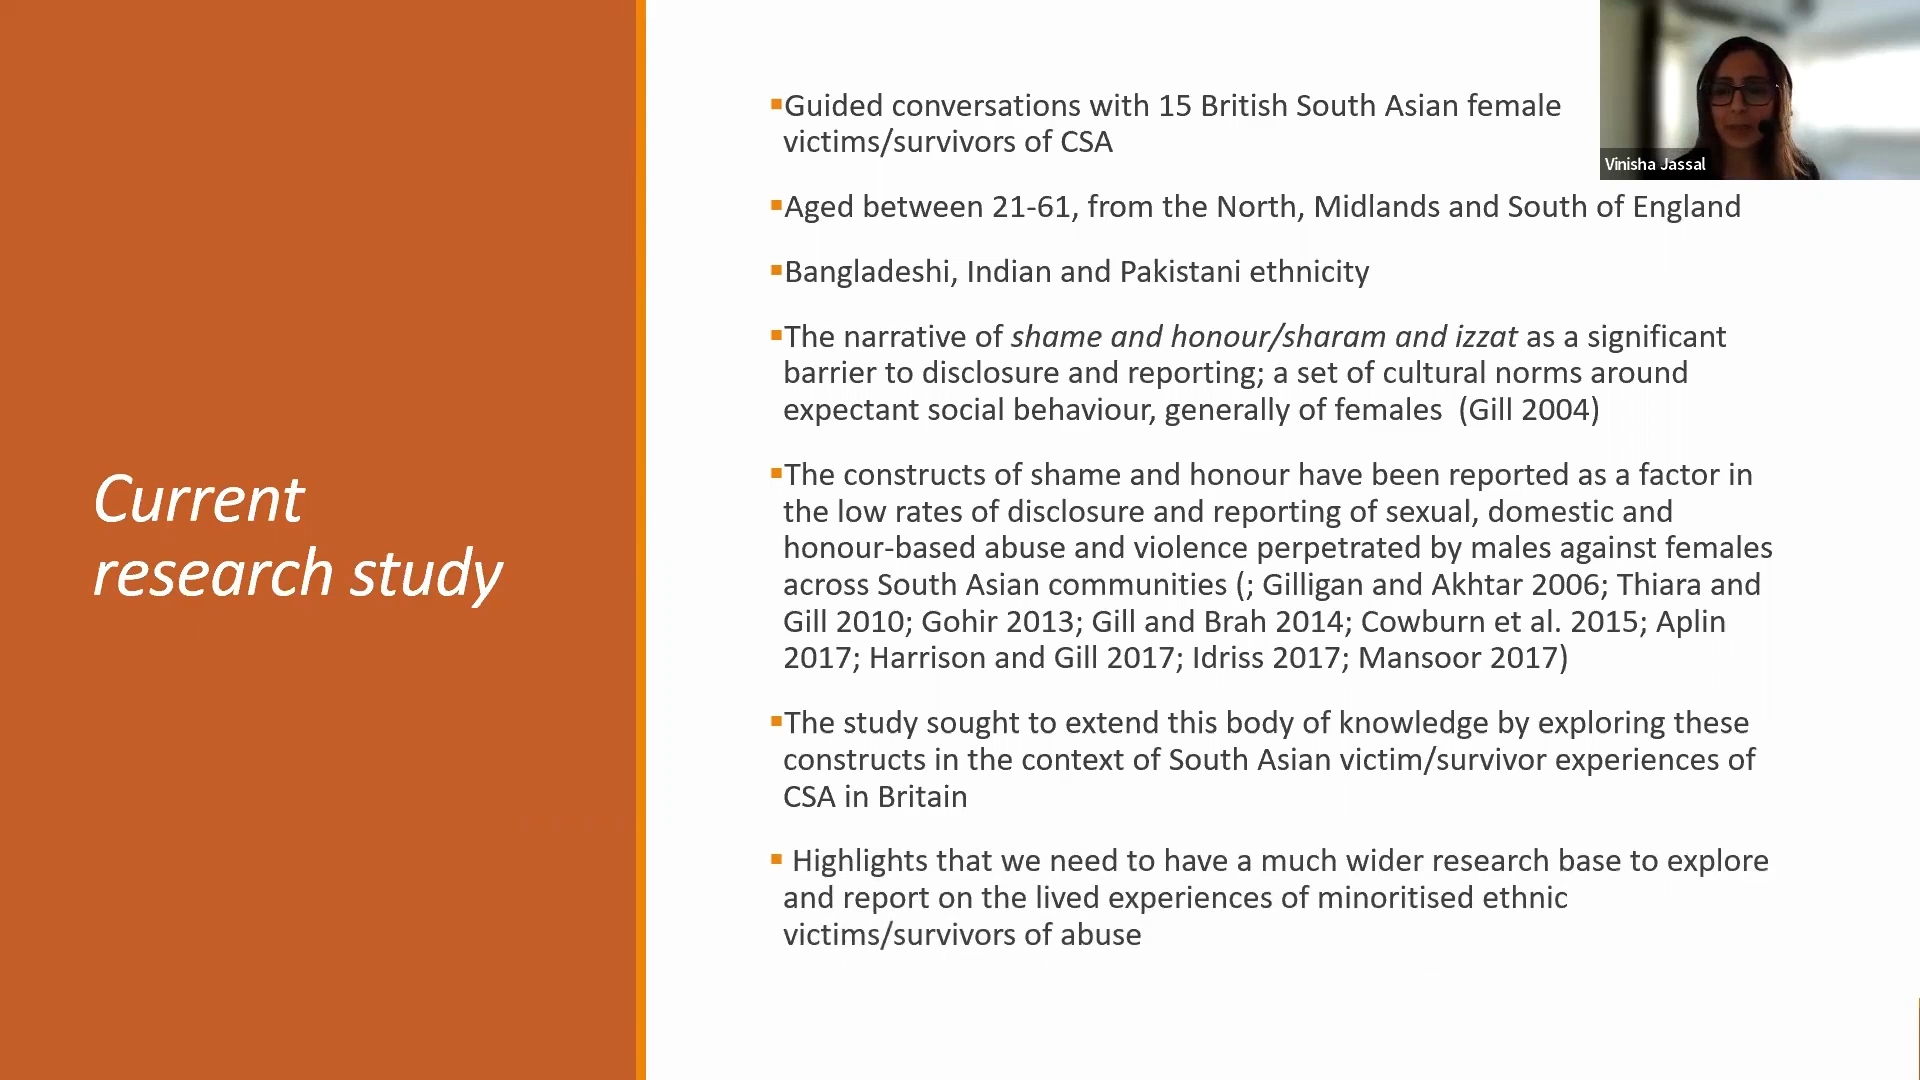 Current
research study
▪Guided conversations with 15 British South Asian female
victims/survivors of CSA
▪Aged between 21-61, from the North, Midlands and South of England
▪Bangladeshi, Indian and Pakistani ethnicity
▪The narrative of shame and honour/sharam and izzat as a significant
barrier to disclosure and reporting; a set of cultural norms around
expectant social behaviour, generally of females  (Gill 2004)
▪The constructs of shame and honour have been reported as a factor in
the low rates of disclosure and reporting of sexual, domestic and
honour-based abuse and violence perpetrated by males against females
across South Asian communities (; Gilligan and Akhtar 2006; Thiara and
Gill 2010; Gohir 2013; Gill and Brah 2014; Cowburn et al. 2015; Aplin
2017; Harrison and Gill 2017; Idriss 2017; Mansoor 2017)
▪The study sought to extend this body of knowledge by exploring these
constructs in the context of South Asian victim/survivor experiences of
CSA in Britain
▪ Highlights that we need to have a much wider research base to explore
and report on the lived experiences of minoritised ethnic
victims/survivors of abuse
Vinisha Jassal